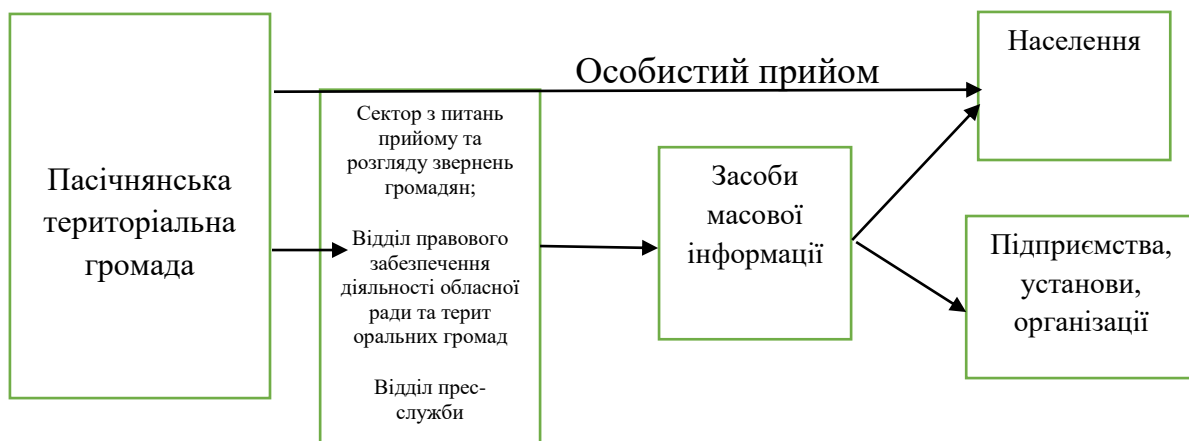 Пасічнянська
територіальна
громада
Сектор з питань
прийому та
розгляду звернень
громадян;
Відділ правового
забезпечення
діяльності обласної
ради та терит
оральних громад
Відділ прес-
служби
Особистий прийом
Засоби
масової
інформації
Населення
Підприємства,
установи,
організації